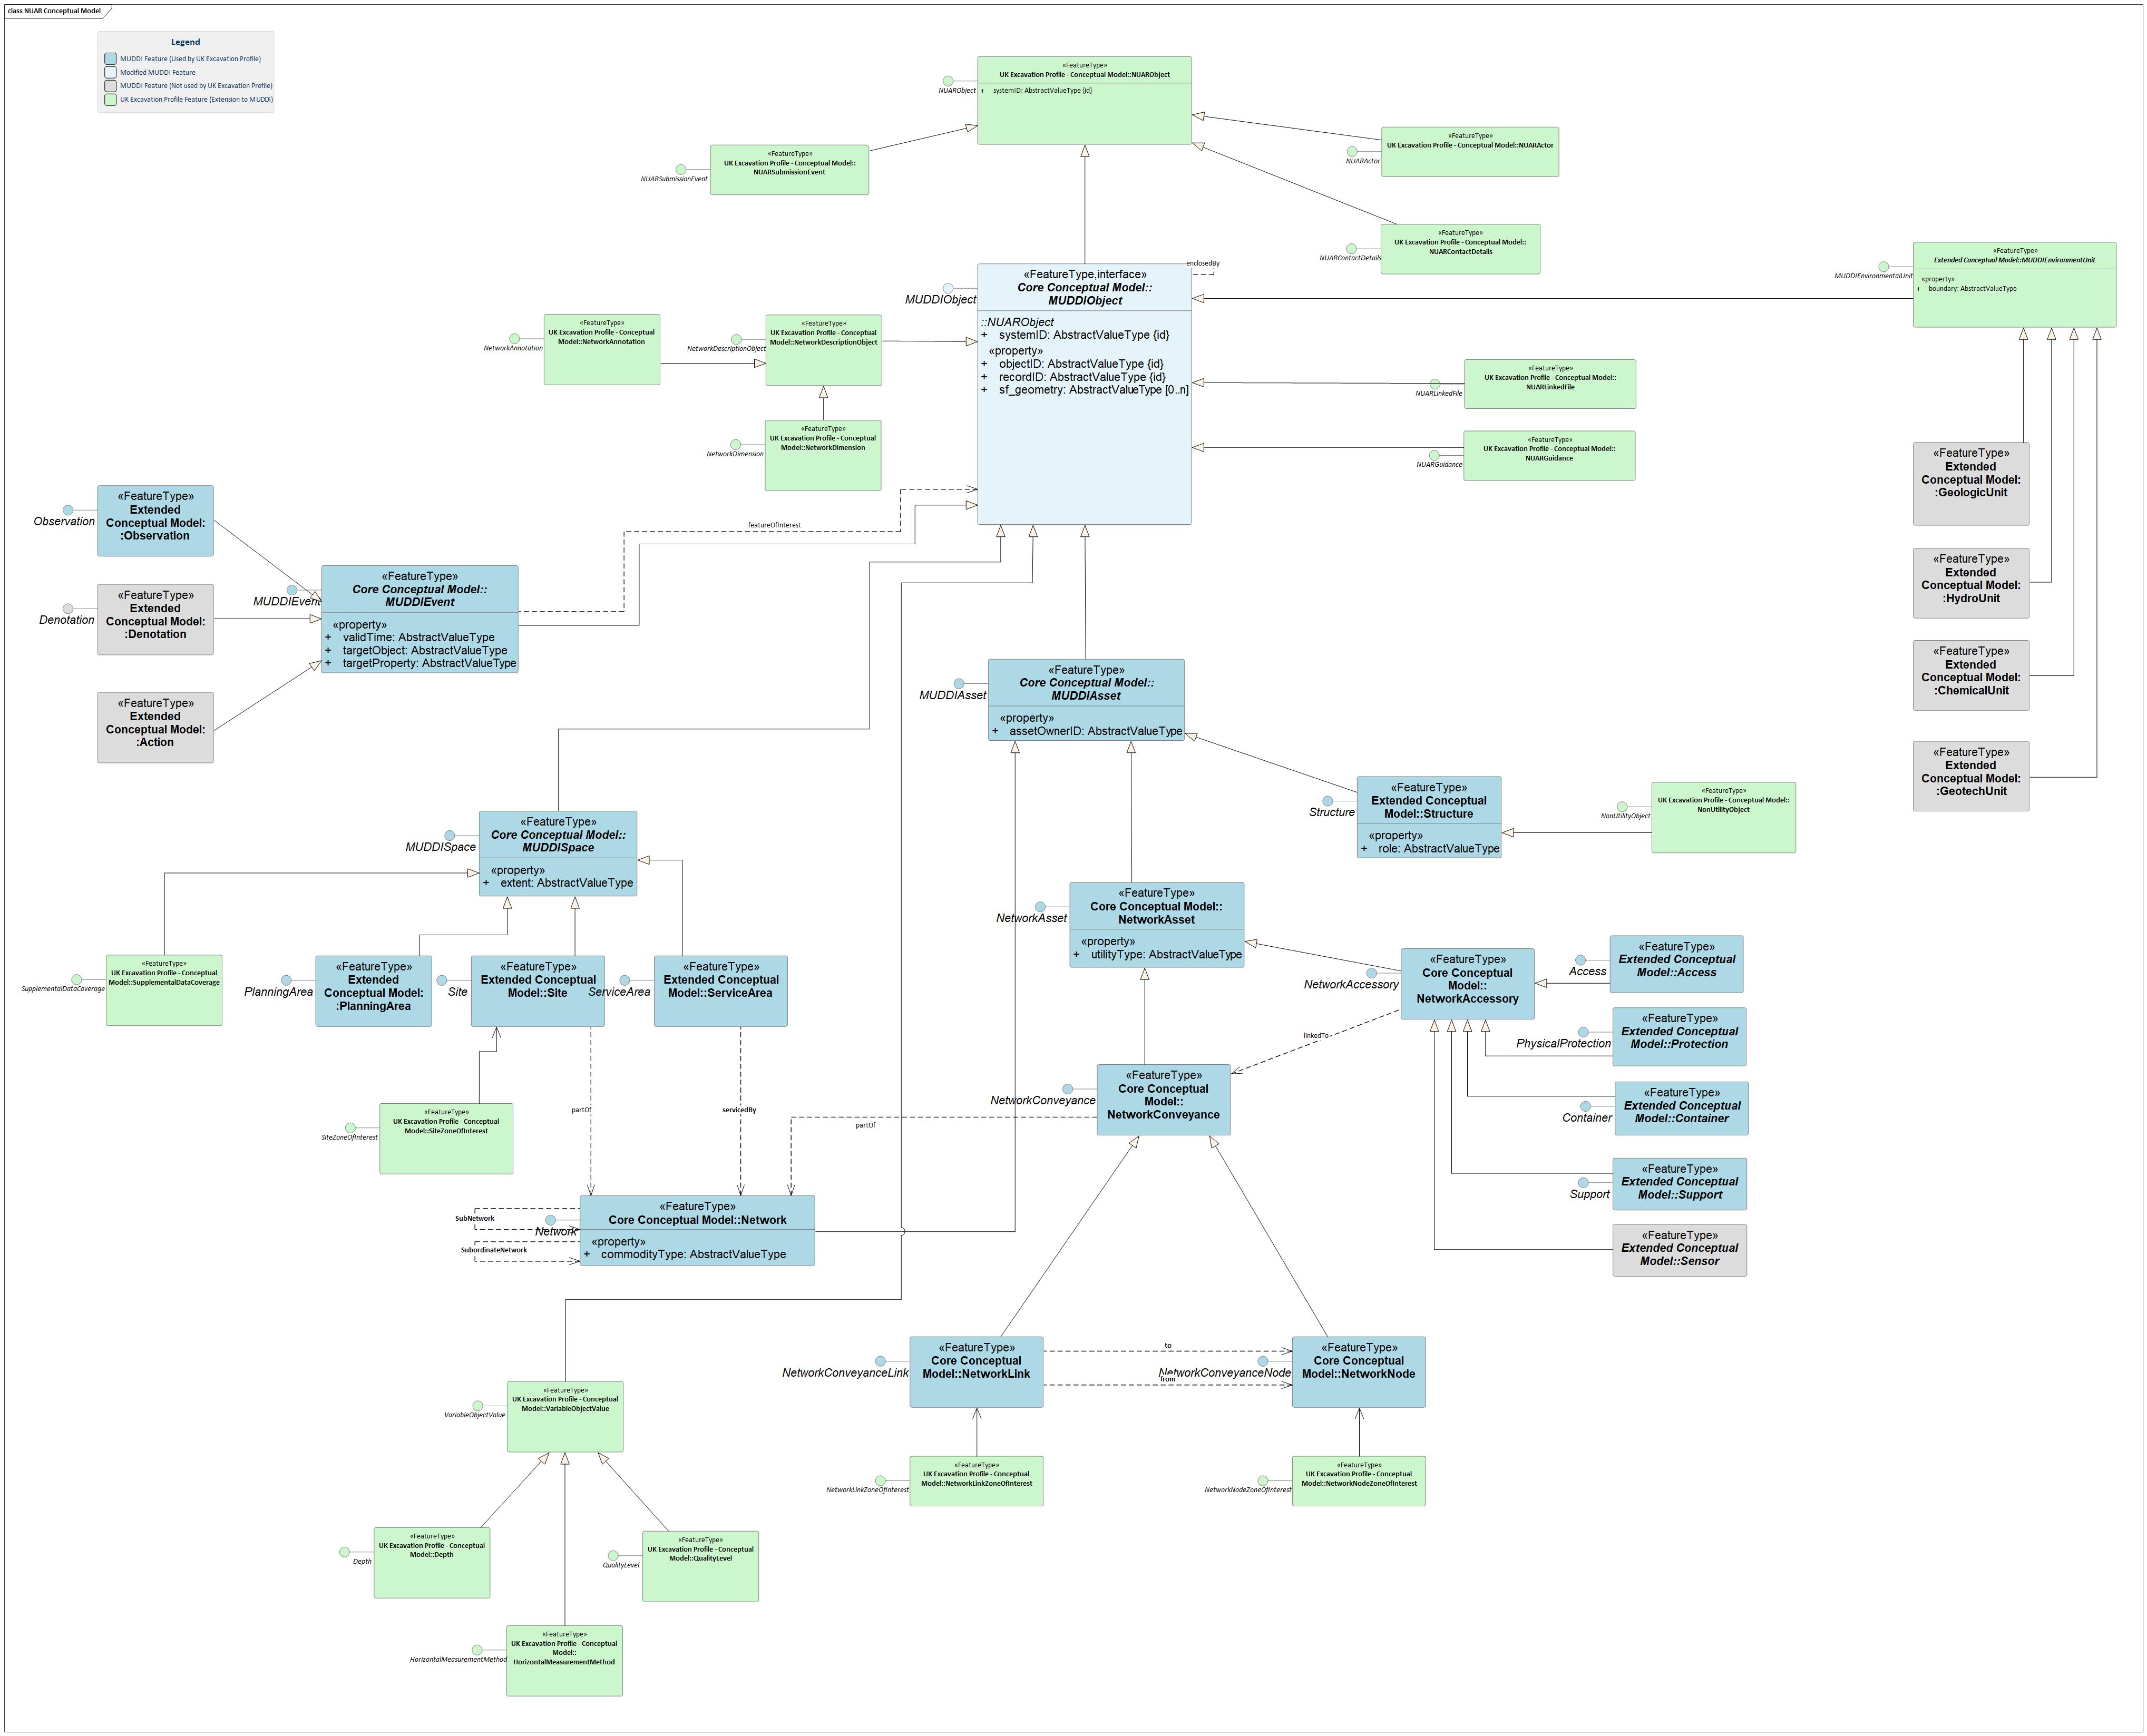 class NUAR Conceptual Model
Legend
MUDDI Feature (Used by UK Excavation Profile)
Modified MUDDI Feature
MUDDI Feature (Not used by UK Excavation Profile)
UK Excavation Profile Feature (Extension to MUDDI)
«FeatureType»
UK Excavation Profile - Conceptual Model::NUARObject
+ systemID: AbstractValueType {id}
NUARObject
«FeatureType»
UK Excavation Profile - Conceptual Model::
NUARSubmissionEvent
NUARSubmissionEvent
«FeatureType»
UK Excavation Profile - Conceptual Model::NUARActor
NUARActor
«FeatureType»
UK Excavation Profile - Conceptual Model::
NUARContactDetails
NUARContactDetails
«FeatureType»
Extended Conceptual Model::MUDDIEnvironmentUnit
«property»
+ boundary: AbstractValueType
MUDDIEnvironmentalUnit
enclosedBy
«FeatureType,interface»
Core Conceptual Model::
MUDDIObject
::NUARObject
+ systemID: AbstractValueType {id}
«property»
+ objectID: AbstractValueType {id}
+ recordID: AbstractValueType {id}
+ sf_geometry: AbstractValueType [0..n]
MUDDIObject
«FeatureType»
UK Excavation Profile - Conceptual
Model::NetworkAnnotation
NetworkAnnotation
«FeatureType»
UK Excavation Profile - Conceptual
Model::NetworkDescriptionObject
NetworkDescriptionObject
«FeatureType»
UK Excavation Profile - Conceptual
Model::NetworkDimension
NetworkDimension
«FeatureType»
UK Excavation Profile - Conceptual Model::
NUARLinkedFile
NUARLinkedFile
«FeatureType»
UK Excavation Profile - Conceptual Model::
NUARGuidance
NUARGuidance
«FeatureType»
Extended
Conceptual Model:
:GeologicUnit
«FeatureType»
Extended
Conceptual Model:
:HydroUnit
«FeatureType»
Extended
Conceptual Model:
:ChemicalUnit
«FeatureType»
Extended
Conceptual Model:
:GeotechUnit
«FeatureType»
Extended
Conceptual Model:
:Observation
Observation
«FeatureType»
Extended
Conceptual Model:
:Denotation
Denotation
«FeatureType»
Extended
Conceptual Model:
:Action
featureOfInterest
«FeatureType»
Core Conceptual Model::
MUDDIEvent
«property»
+ validTime: AbstractValueType
+ targetObject: AbstractValueType
+ targetProperty: AbstractValueType
MUDDIEvent
«FeatureType»
Core Conceptual Model::
MUDDIAsset
«property»
+ assetOwnerID: AbstractValueType
MUDDIAsset
«FeatureType»
Extended Conceptual
Model::Structure
«property»
+ role: AbstractValueType
Structure
«FeatureType»
UK Excavation Profile - Conceptual Model::
NonUtilityObject
NonUtilityObject
«FeatureType»
Core Conceptual Model::
MUDDISpace
«property»
+ extent: AbstractValueType
MUDDISpace
«FeatureType»
Core Conceptual Model::
NetworkAsset
«property»
+ utilityType: AbstractValueType
NetworkAsset
«FeatureType»
UK Excavation Profile - Conceptual
Model::SupplementalDataCoverage
SupplementalDataCoverage
«FeatureType»
Extended
Conceptual Model:
:PlanningArea
PlanningArea
«FeatureType»
Extended Conceptual
Model::Site
Site
«FeatureType»
Extended Conceptual
Model::ServiceArea
ServiceArea
«FeatureType»
Core Conceptual
Model::
NetworkAccessory
NetworkAccessory
«FeatureType»
Extended Conceptual
Model::Access
Access
«FeatureType»
Extended Conceptual
Model::Protection
PhysicalProtection
«FeatureType»
Extended Conceptual
Model::Container
Container
«FeatureType»
Extended Conceptual
Model::Support
Support
«FeatureType»
Extended Conceptual
Model::Sensor
linkedTo
«FeatureType»
Core Conceptual
Model::
NetworkConveyance
NetworkConveyance
«FeatureType»
UK Excavation Profile - Conceptual
Model::SiteZoneOfInterest
SiteZoneOfInterest
partOf
servicedBy
partOf
«FeatureType»
Core Conceptual Model::Network
«property»
+ commodityType: AbstractValueType
Network
SubNetwork
SubordinateNetwork
«FeatureType»
Core Conceptual
Model::NetworkLink
NetworkConveyanceLink
to
from
«FeatureType»
Core Conceptual
Model::NetworkNode
NetworkConveyanceNode
«FeatureType»
UK Excavation Profile - Conceptual
Model::VariableObjectValue
VariableObjectValue
«FeatureType»
UK Excavation Profile - Conceptual
Model::NetworkLinkZoneOfInterest
NetworkLinkZoneOfInterest
«FeatureType»
UK Excavation Profile - Conceptual
Model::NetworkNodeZoneOfInterest
NetworkNodeZoneOfInterest
«FeatureType»
UK Excavation Profile - Conceptual
Model::Depth
Depth
«FeatureType»
UK Excavation Profile - Conceptual
Model::QualityLevel
QualityLevel
«FeatureType»
UK Excavation Profile - Conceptual
Model::
HorizontalMeasurementMethod
HorizontalMeasurementMethod